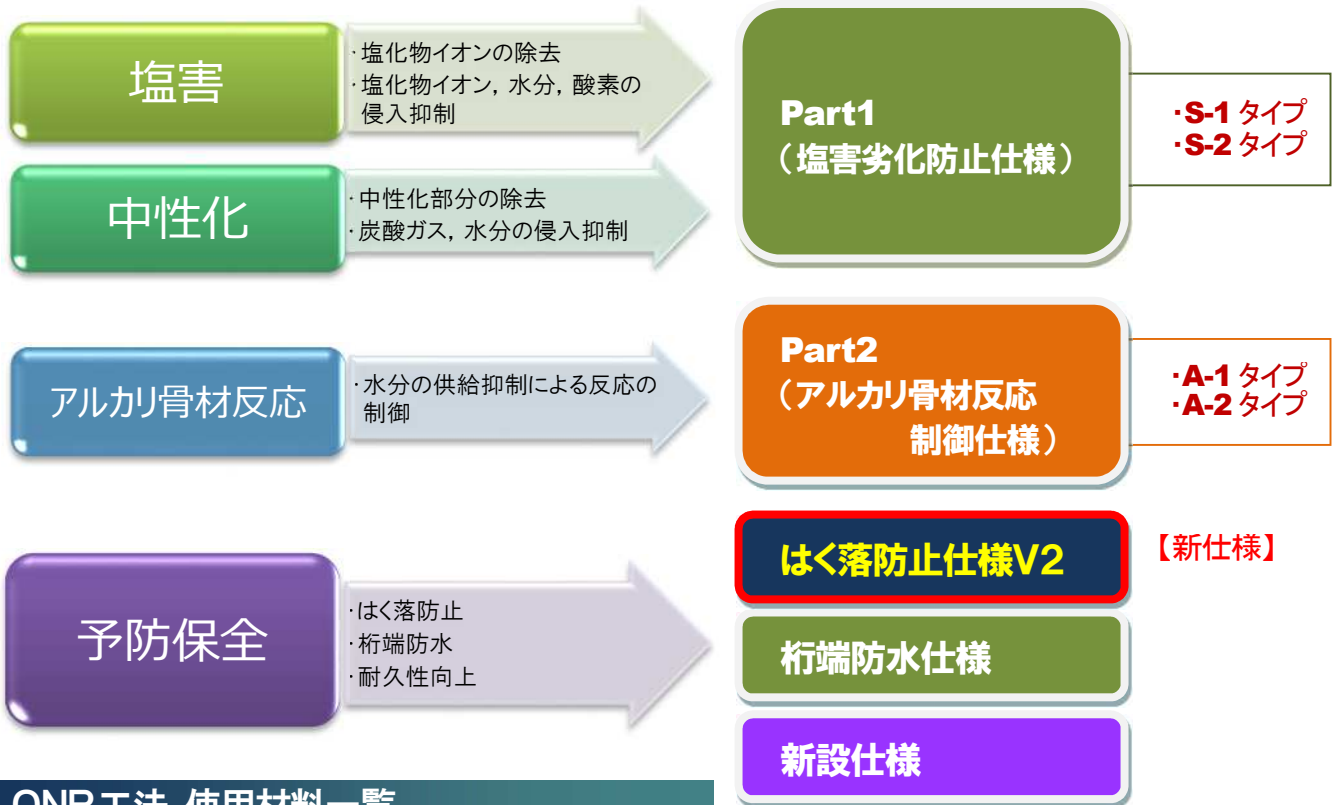 塩害
・塩化物イオンの除去
・塩化物イオン，水分，酸素の
侵入抑制
中性化
・中性化部分の除去
・炭酸ガス，水分の侵入抑制
Part1
（塩害劣化防止仕様）
・S-1 タイプ
・S-2 タイプ
アルカリ骨材反応
・水分の供給抑制による反応の
制御
Part2
（アルカリ骨材反応
制御仕様）
・A-1 タイプ
・A-2 タイプ
予防保全
・はく落防止
・桁端防水
・耐久性向上
はく落防止仕様V2
【新仕様】
桁端防水仕様
新設仕様